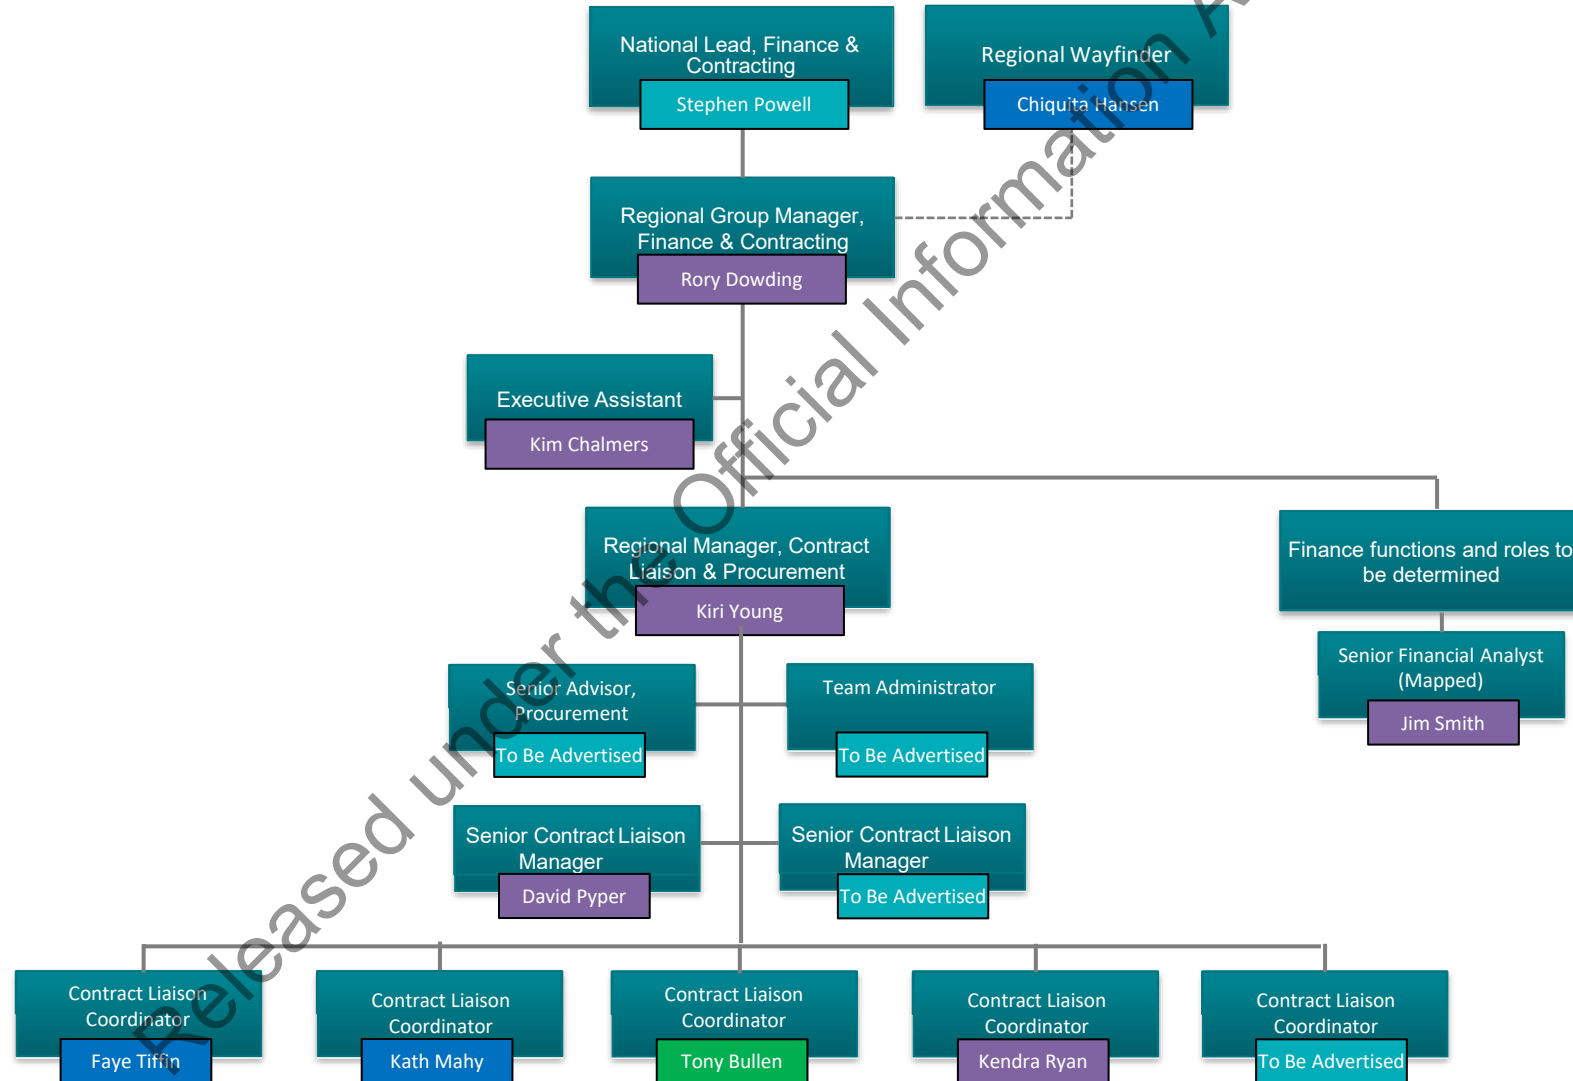 National Lead, Finance &
Contracting
Stephen Powell
Regional Wayfinder
Chiquita Hansen
Regional Group Manager,
Finance & Contracting
Rory Dowding
Executive Assistant
Kim Chalmers
Regional Manager, Contract
Liaison & Procurement
Kiri Young
Finance functions and roles to
be determined
Senior Financial Analyst
(Mapped)
Jim Smith
Senior Advisor,
Procurement
To Be Advertised
Team Administrator
To Be Advertised
Senior Contract Liaison
Manager
David Pyper
Senior Contract Liaison
Manager
To Be Advertised
Contract Liaison
Coordinator
Faye Tiffin
Contract Liaison
Coordinator
Kath Mahy
Contract Liaison
Coordinator
Tony Bullen
Contract Liaison
Coordinator
Kendra Ryan
Contract Liaison
Coordinator
To Be Advertised
Released under the Official Information